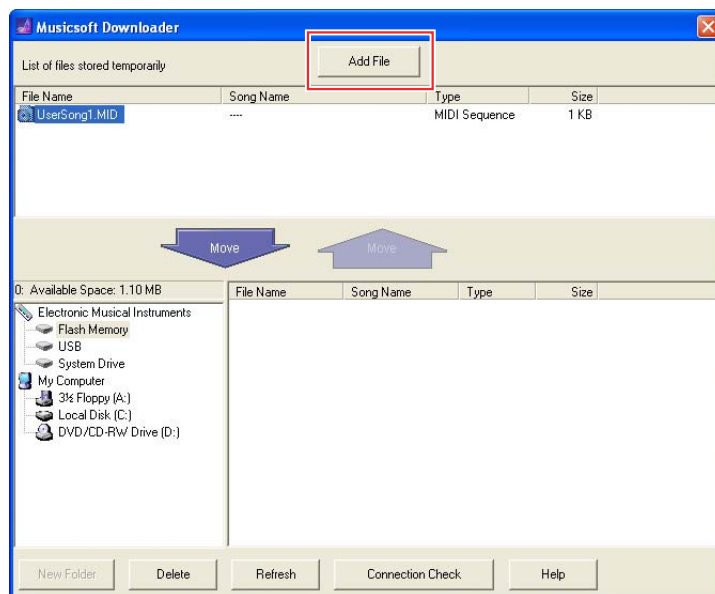 Musicsoft Downloader
List of files stored temporarily
Add File
File Name Song Name Type Size
UserSong1.MID ---- MIDI Sequence 1 KB
Move Move
0: Available Space: 1.10 MB
File Name Song Name Type Size
Electronic Musical Instruments
Flash Memory
USB
System Drive
My Computer
3½ Floppy (A:)
Local Disk (C:)
DVD/CD-RW Drive (D:)
New Folder Delete Refresh Connection Check Help